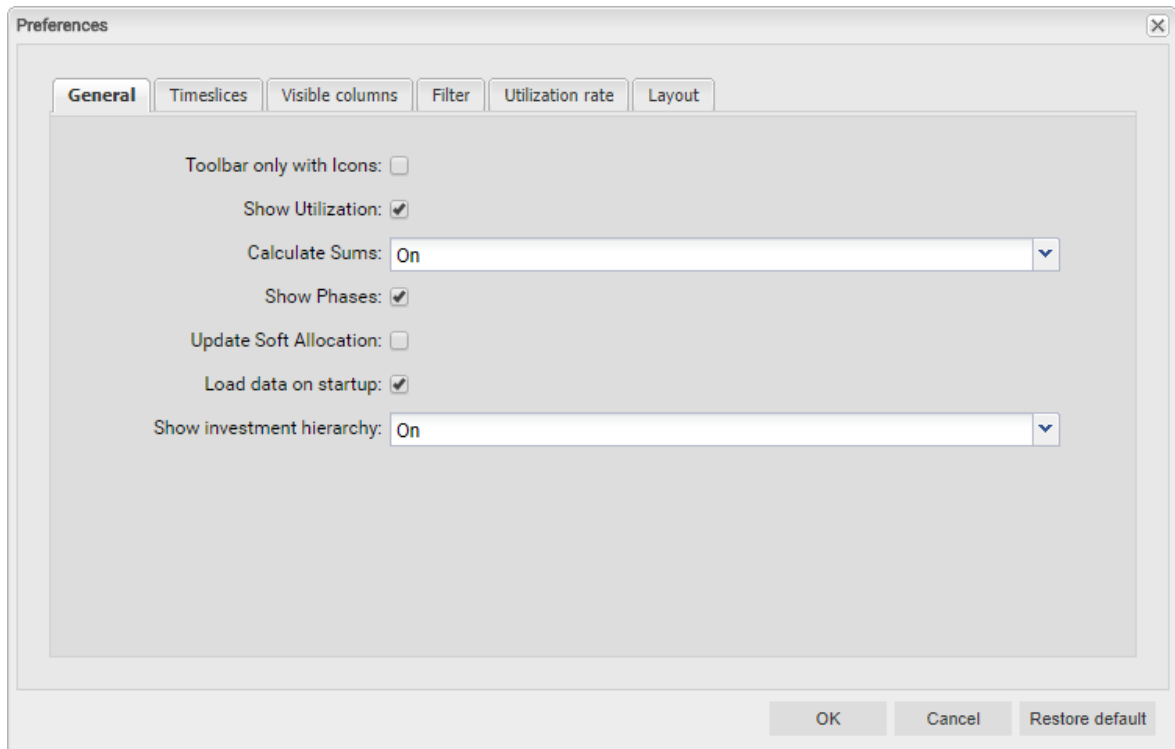 Preferences
General Timeslices Visible columns Filter Utilization rate Layout
Toolbar only with Icons:
Show Utilization:
Calculate Sums: On
Show Phases:
Update Soft Allocation:
Load data on startup:
Show investment hierarchy: On
OK Cancel Restore default